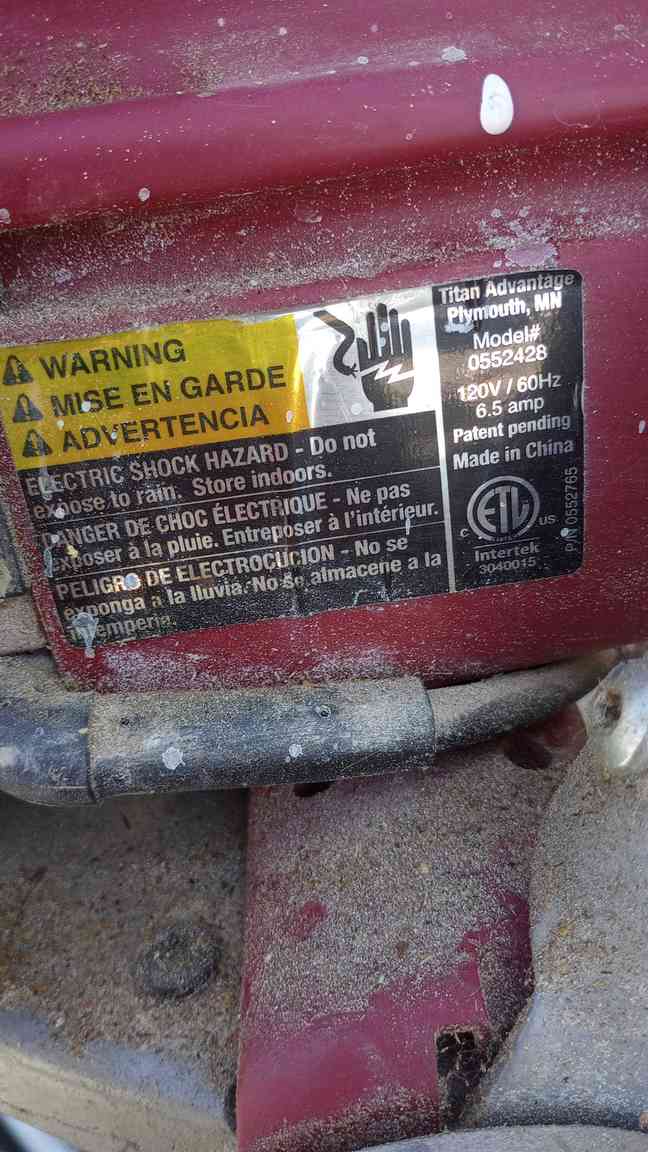 WARNING
MISE EN GARDE
ADVERTENCIA
ELECTRIC SHOCK HAZARD - Do not
expose to rain. Store indoors.
DANGER DE CHOC ÉLECTRIQUE - Ne pas
exposer à la pluie. Entreposer à l'intérieur.
PELIGRO DE ELECTROCUCION - No se
exponga a la lluvia. No se almacene a la
intemperie.
Titan Advantage
Plymouth, MN
Model#
0552428
120V / 60Hz
6.5 amp
Patent pending
Made in China
ETL
C US
Intertek
3040015
P/N 0552765